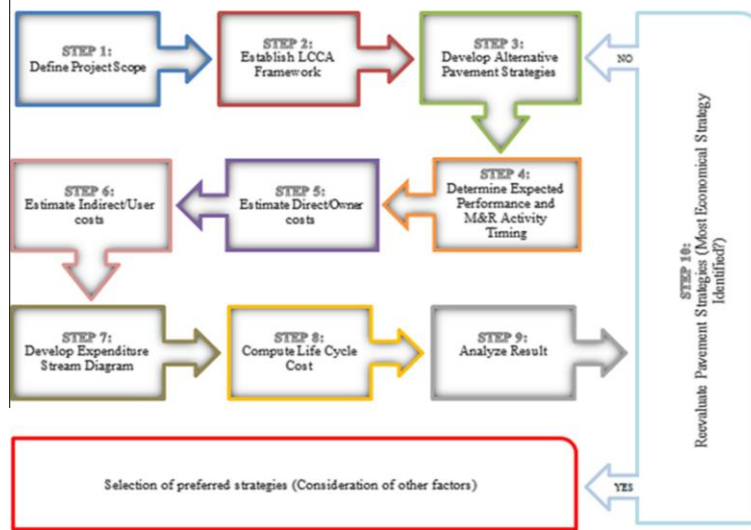 STEP 1:
Define Project Scope
STEP 2:
Establish LCCA
Framework
STEP 3:
Develop Alternative
Pavement Strategies
NO
STEP 4:
Determine Expected
Performance and
M&R Activity
Timing
STEP 5:
Estimate Direct/Owner
costs
STEP 6:
Estimate Indirect/User
costs
STEP 7:
Develop Expenditure
Stream Diagram
STEP 8:
Compute Life Cycle
Cost
STEP 9:
Analyze Result
STEP 10:
Reevaluate Pavement Strategies (Most Economical Strategy
Identified?)
YES
Selection of preferred strategies (Consideration of other factors)